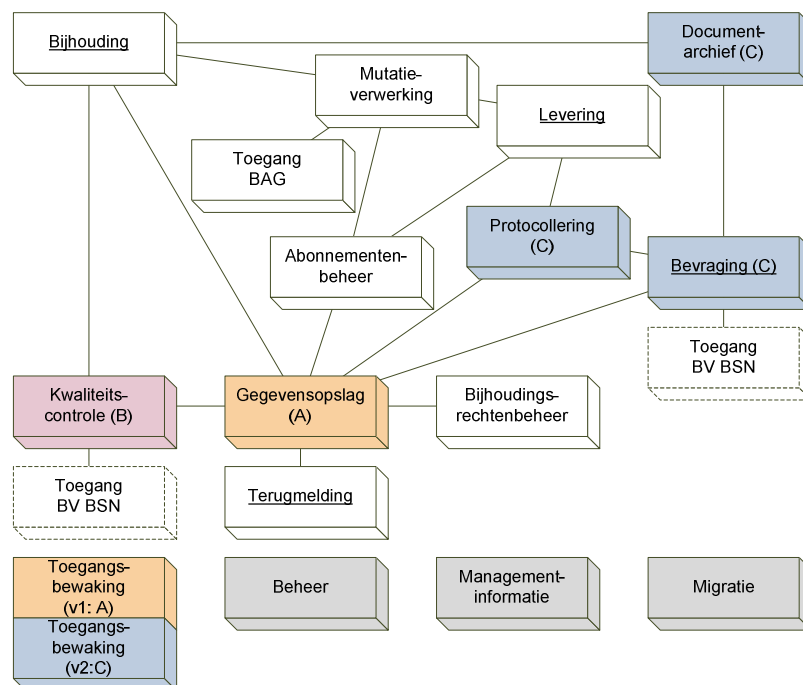 Bijhouding
Document-
archief (C)
Mutatie-
verwerking
Levering
Toegang
BAG
Protocollering
(C)
Abonnementen-
beheer
Bevraging (C)
Toegang
BV BSN
Kwaliteits-
controle (B)
Gegevensopslag
(A)
Bijhoudings-
rechtenbeheer
Toegang
BV BSN
Terugmelding
Toegangs-
bewaking
(v1: A)
Beheer
Management-
informatie
Migratie
Toegangs-
bewaking
(v2:C)